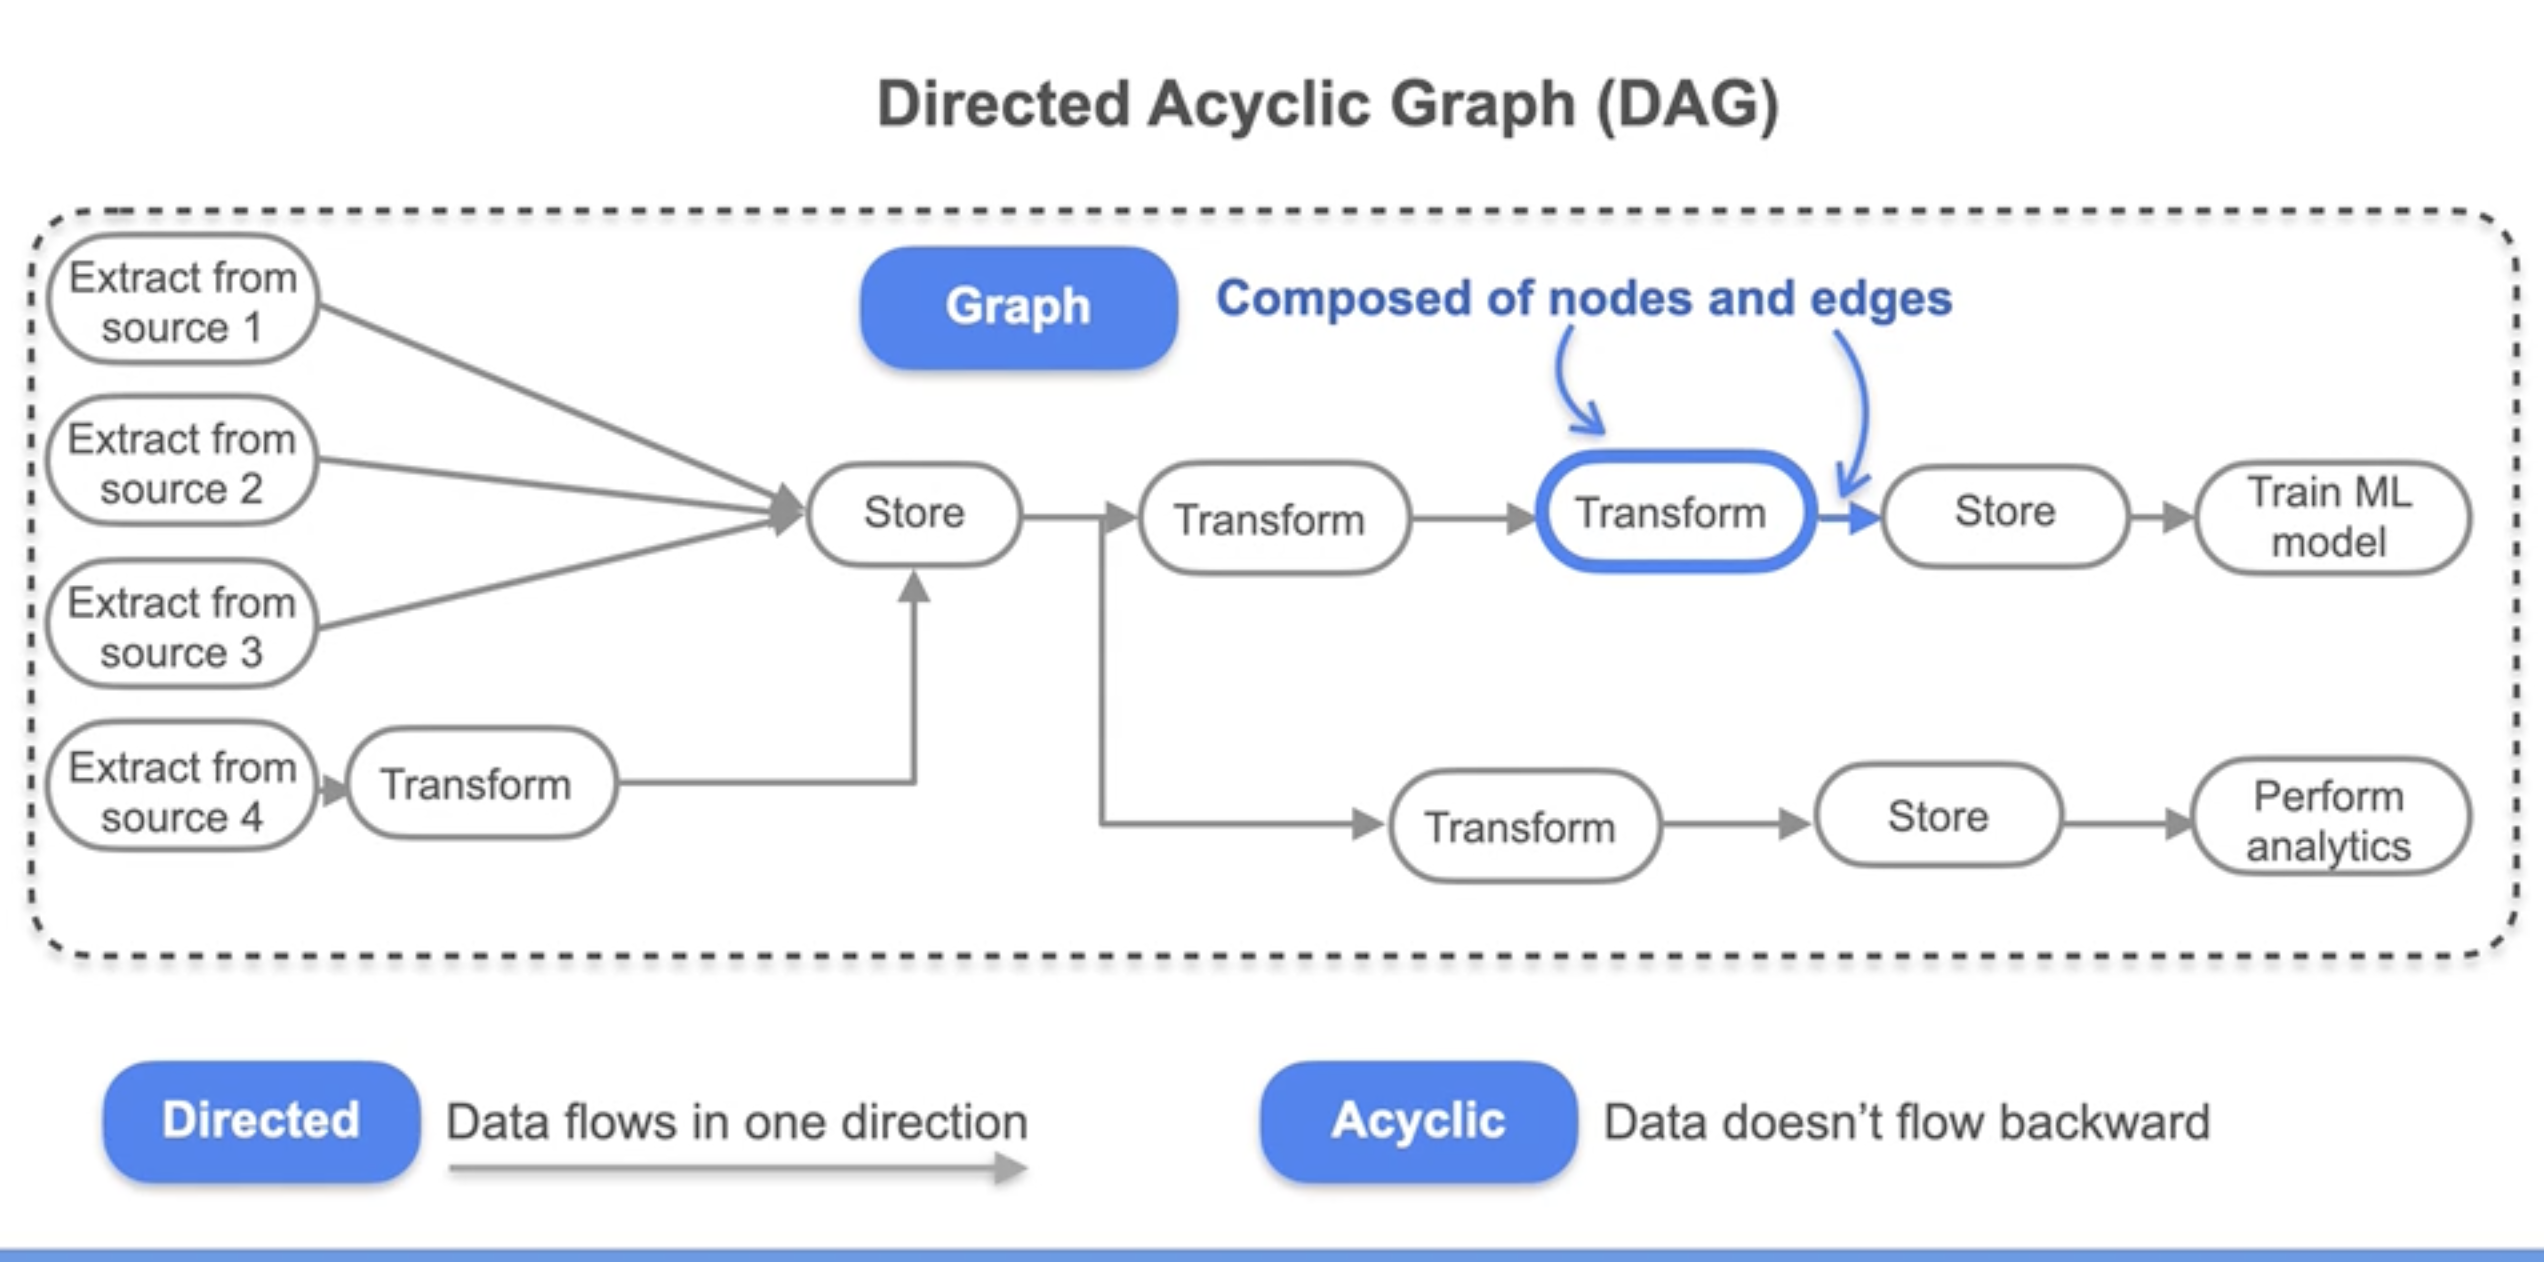 Directed Acyclic Graph (DAG)
Extract from
source 1
Graph
Composed of nodes and edges
Extract from
source 2
Store
Transform
Transform
Store
Train ML
model
Extract from
source 3
Extract from
source 4
Transform
Transform
Store
Perform
analytics
Directed
Data flows in one direction
Acyclic
Data doesn’t flow backward